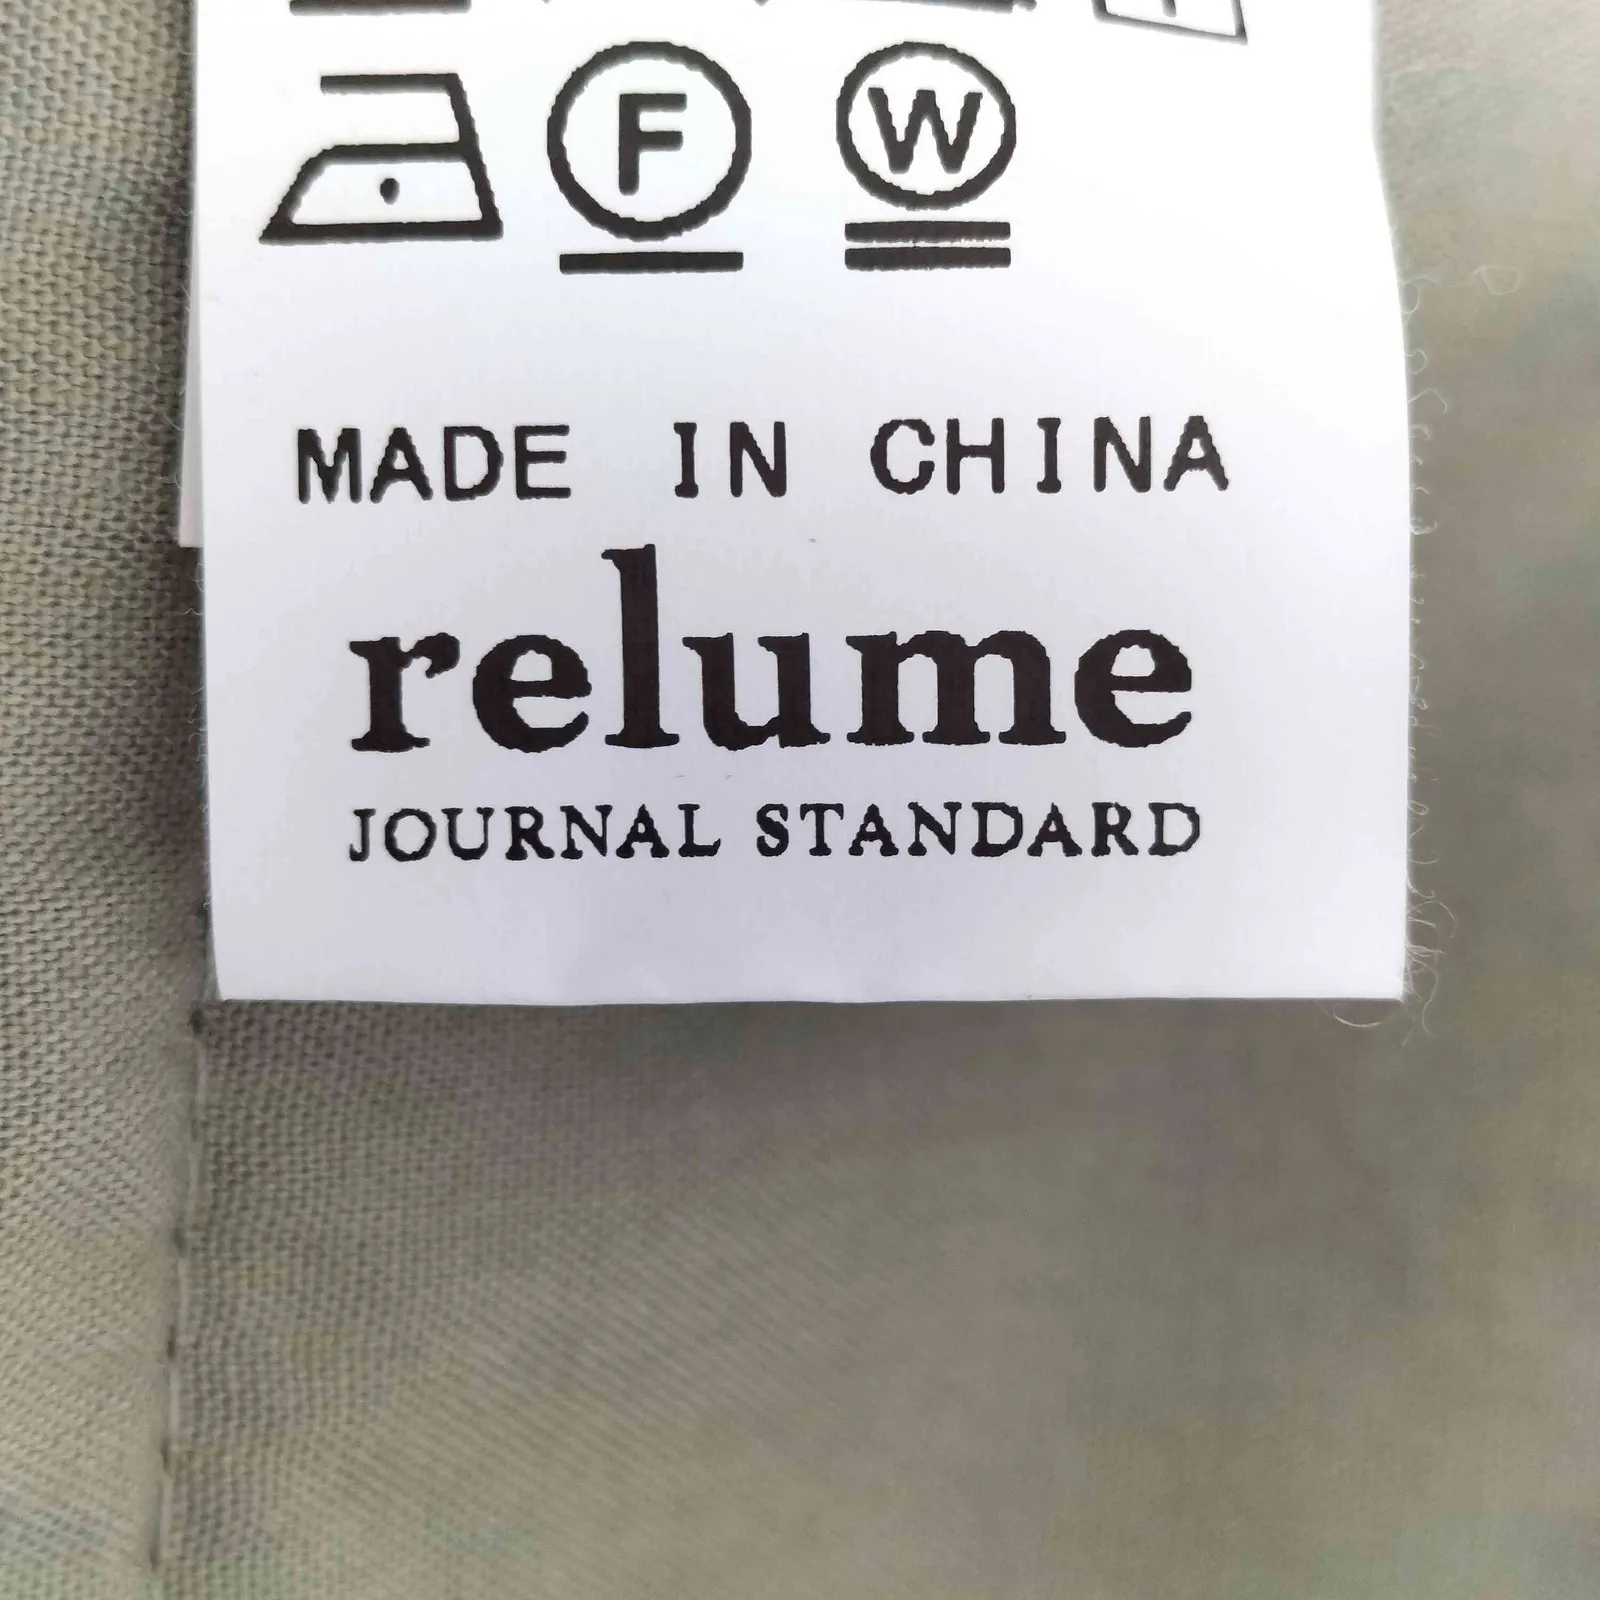 F W
MADE IN CHINA
relume
JOURNAL STANDARD